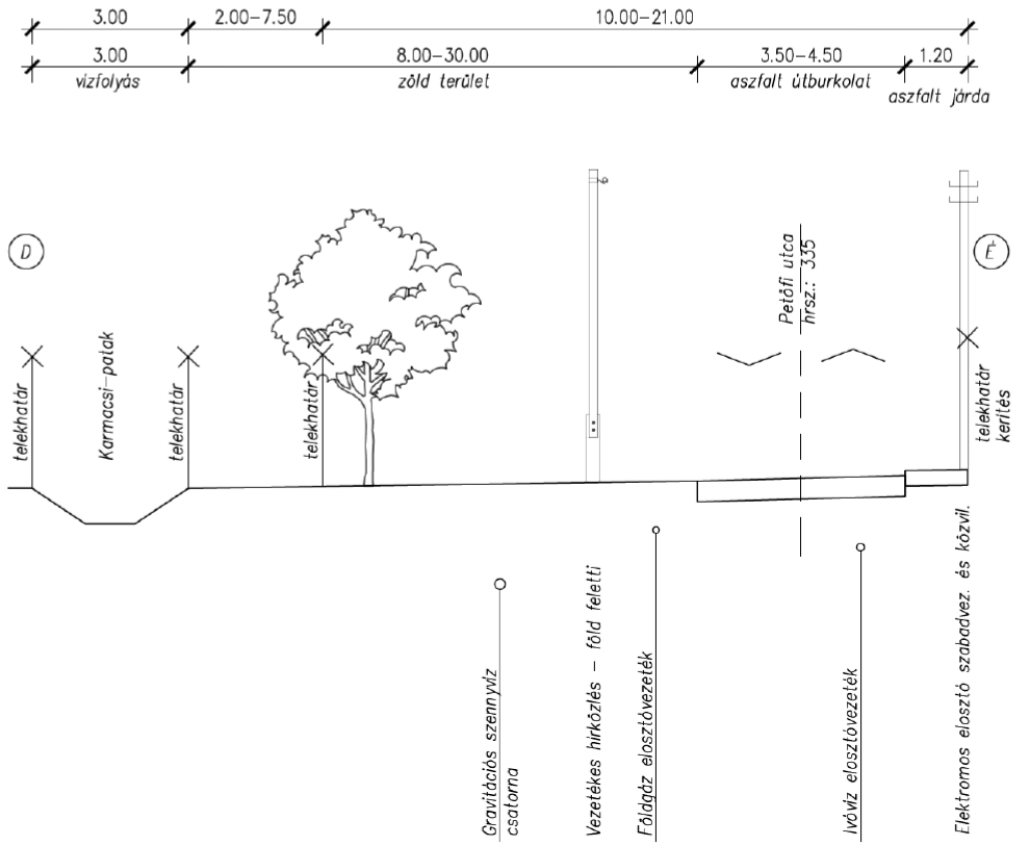 3.00
2.00-7.50
10.00-21.00
3.00
8.00-30.00
3.50-4.50
1.20
vízfolyás
zöld terület
aszfalt útburkolat
aszfalt járda
D
É
Petőfi utca
hrsz.: 335
telekhatár
Karmacsi-patak
telekhatár
telekhatár
telekhatár
kerítés
Gravitációs szennyvíz
csatorna
Vezetékes hírközlés - föld feletti
Földgáz elosztóvezeték
Ivóvíz elosztóvezeték
Elektromos elosztó szabadvez. és közvil.